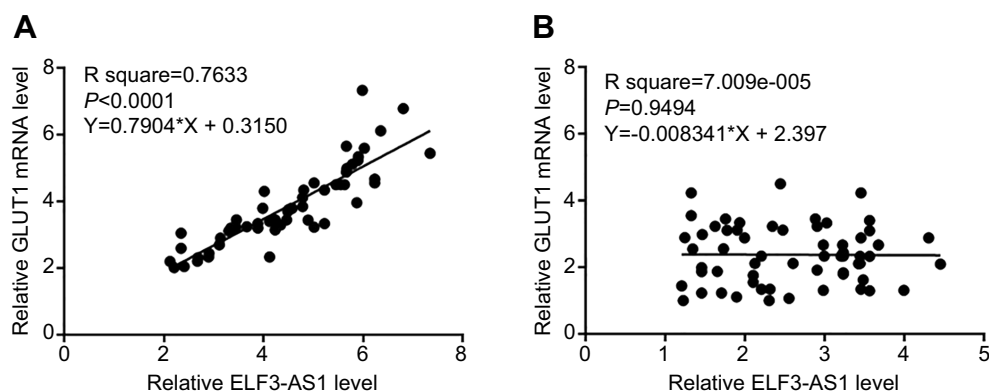 A
R square=0.7633
P<0.0001
Y=0.7904*X + 0.3150
Relative GLUT1 mRNA level
8
6
4
2
0
0 2 4 6 8
Relative ELF3-AS1 level
B
R square=7.009e-005
P=0.9494
Y=-0.008341*X + 2.397
Relative GLUT1 mRNA level
8
6
4
2
0
0 1 2 3 4 5
Relative ELF3-AS1 level